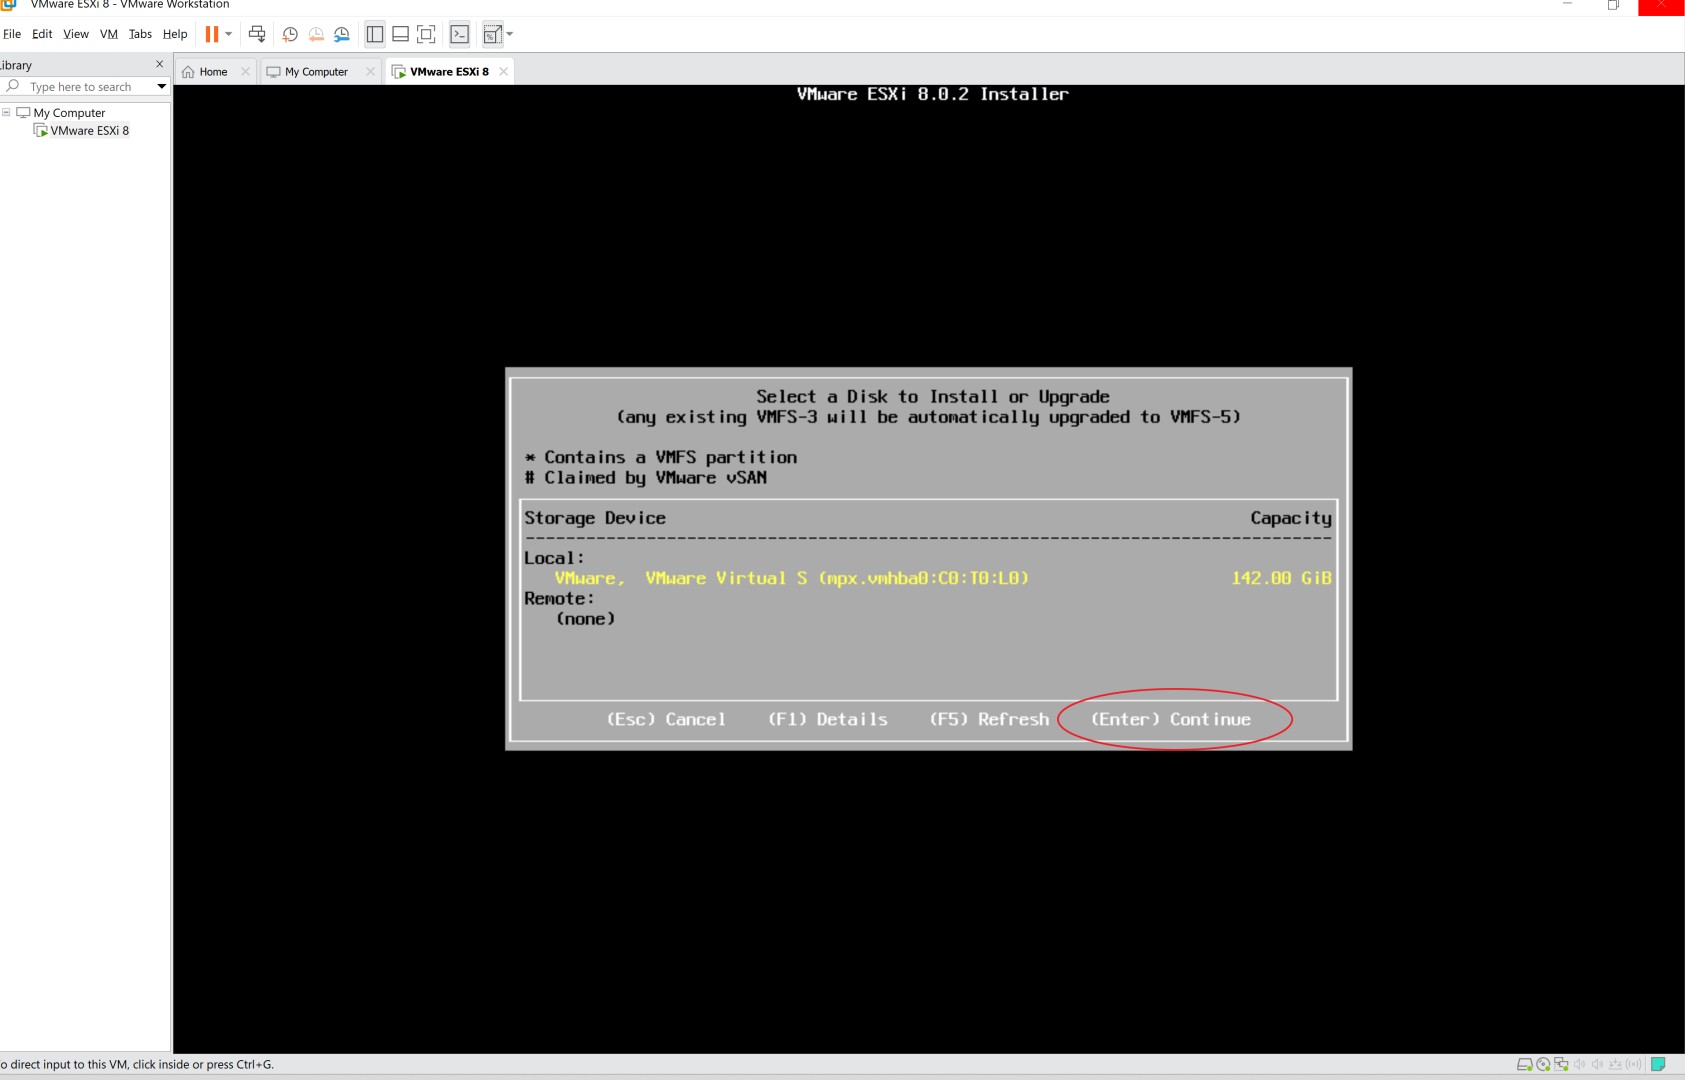 VMware ESXi 8 - VMware Workstation
File Edit View VM Tabs Help
ibrary
Type here to search
My Computer
VMware ESXi 8
Home
My Computer
VMware ESXi 8
VMware ESXi 8.0.2 Installer
Select a Disk to Install or Upgrade
(any existing VMFS-3 will be automatically upgraded to VMFS-5)
* Contains a VMFS partition
# Claimed by VMware vSAN
Storage Device Capacity
--------------------------------------------------------------------------------
Local:
VMware, VMware Virtual S (mpx.vmhba0:C0:T0:L0) 142.00 GiB
Remote:
(none)
(Esc) Cancel (F1) Details (F5) Refresh (Enter) Continue
o direct input to this VM, click inside or press Ctrl+G.